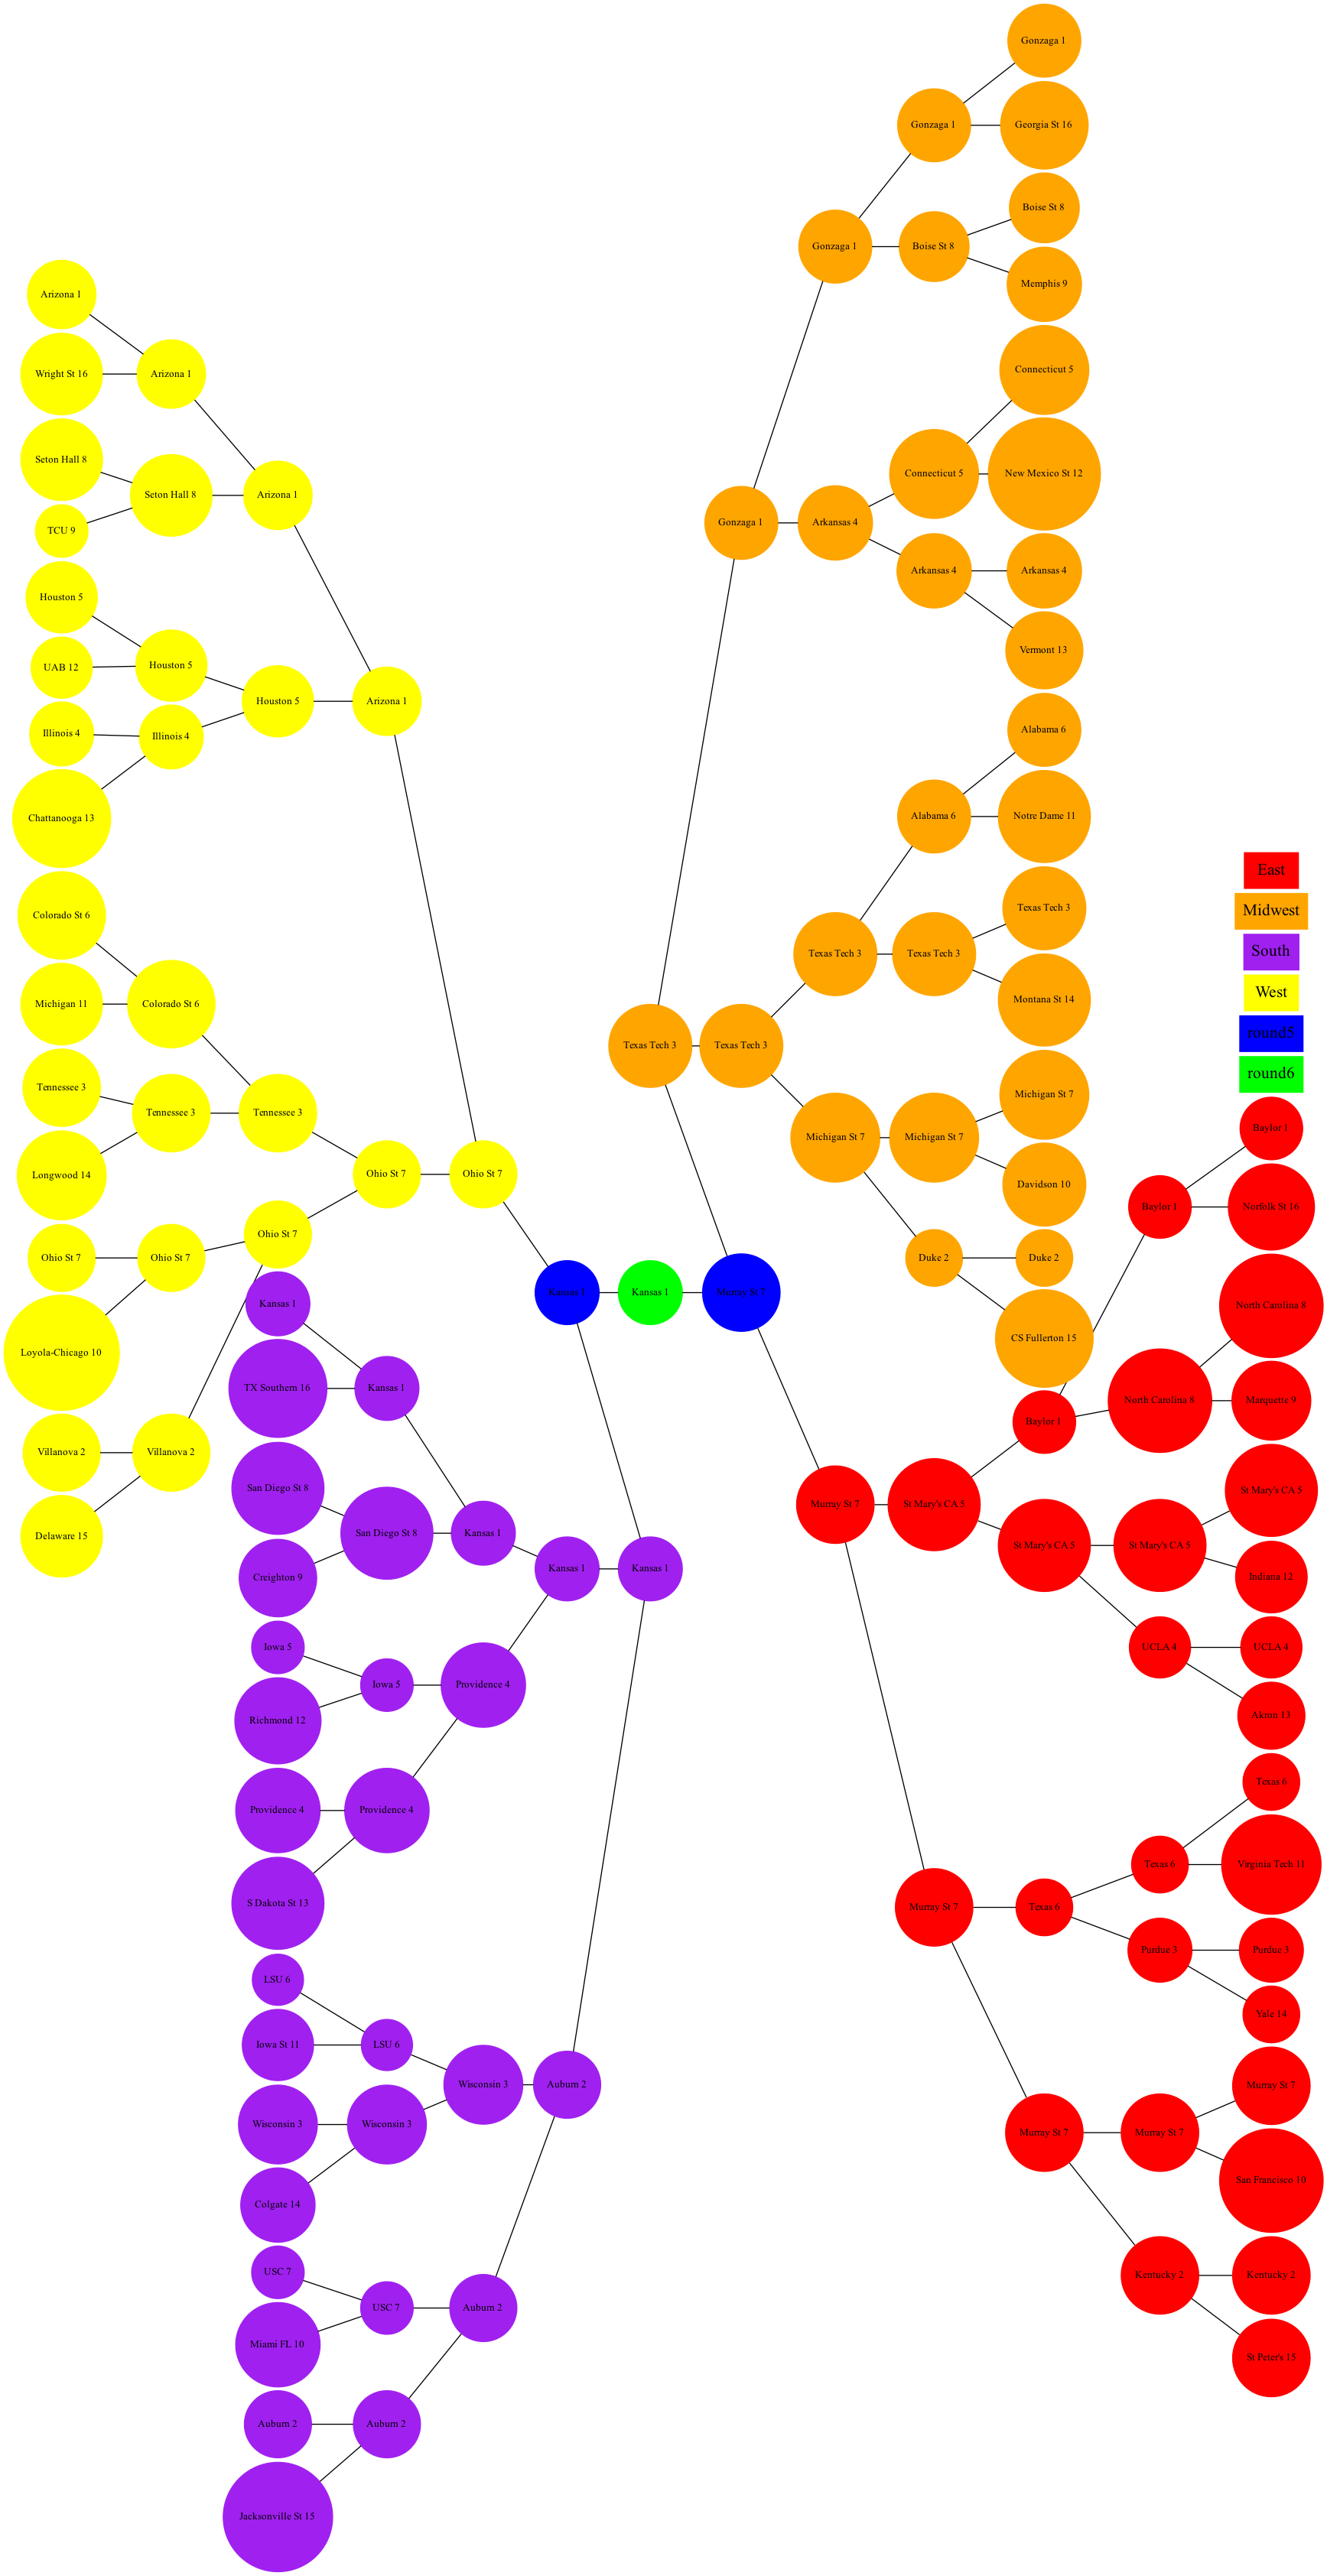 Gonzaga 1
Gonzaga 1
Georgia St 16
Boise St 8
Gonzaga 1
Boise St 8
Memphis 9
Connecticut 5
Connecticut 5
New Mexico St 12
Gonzaga 1
Arkansas 4
Arkansas 4
Arkansas 4
Vermont 13
Alabama 6
Alabama 6
Notre Dame 11
Texas Tech 3
Texas Tech 3
Texas Tech 3
Montana St 14
Texas Tech 3
Texas Tech 3
Michigan St 7
Michigan St 7
Michigan St 7
Davidson 10
Duke 2
Duke 2
CS Fullerton 15
Arizona 1
Wright St 16
Arizona 1
Seton Hall 8
Seton Hall 8
Arizona 1
TCU 9
Houston 5
UAB 12
Houston 5
Houston 5
Arizona 1
Illinois 4
Illinois 4
Chattanooga 13
Colorado St 6
Michigan 11
Colorado St 6
Tennessee 3
Tennessee 3
Tennessee 3
Longwood 14
Ohio St 7
Ohio St 7
Ohio St 7
Ohio St 7
Ohio St 7
Loyola-Chicago 10
Villanova 2
Villanova 2
Delaware 15
Kansas 1
Kansas 1
Murray St 7
Kansas 1
TX Southern 16
Kansas 1
San Diego St 8
San Diego St 8
Kansas 1
Creighton 9
Kansas 1
Kansas 1
Iowa 5
Iowa 5
Richmond 12
Providence 4
Providence 4
Providence 4
S Dakota St 13
LSU 6
LSU 6
Iowa St 11
Wisconsin 3
Auburn 2
Wisconsin 3
Wisconsin 3
Colgate 14
USC 7
USC 7
Auburn 2
Miami FL 10
Auburn 2
Auburn 2
Jacksonville St 15
East
Midwest
South
West
round5
round6
Baylor 1
Baylor 1
Norfolk St 16
North Carolina 8
Baylor 1
North Carolina 8
Marquette 9
Murray St 7
St Mary's CA 5
St Mary's CA 5
St Mary's CA 5
St Mary's CA 5
Indiana 12
UCLA 4
UCLA 4
Akron 13
Texas 6
Texas 6
Virginia Tech 11
Murray St 7
Texas 6
Purdue 3
Purdue 3
Yale 14
Murray St 7
Murray St 7
Murray St 7
San Francisco 10
Kentucky 2
Kentucky 2
St Peter's 15